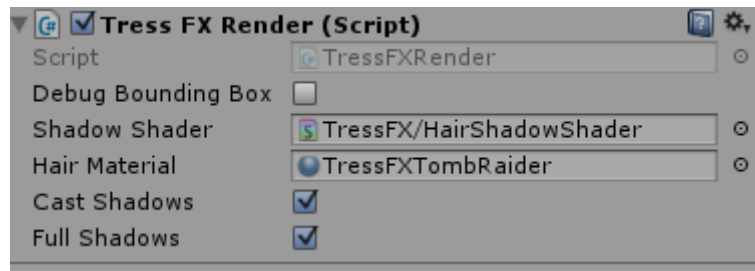 Tress FX Render (Script)
Script TressFXRender
Debug Bounding Box
Shadow Shader TressFX/HairShadowShader
Hair Material TressFXTombRaider
Cast Shadows
Full Shadows